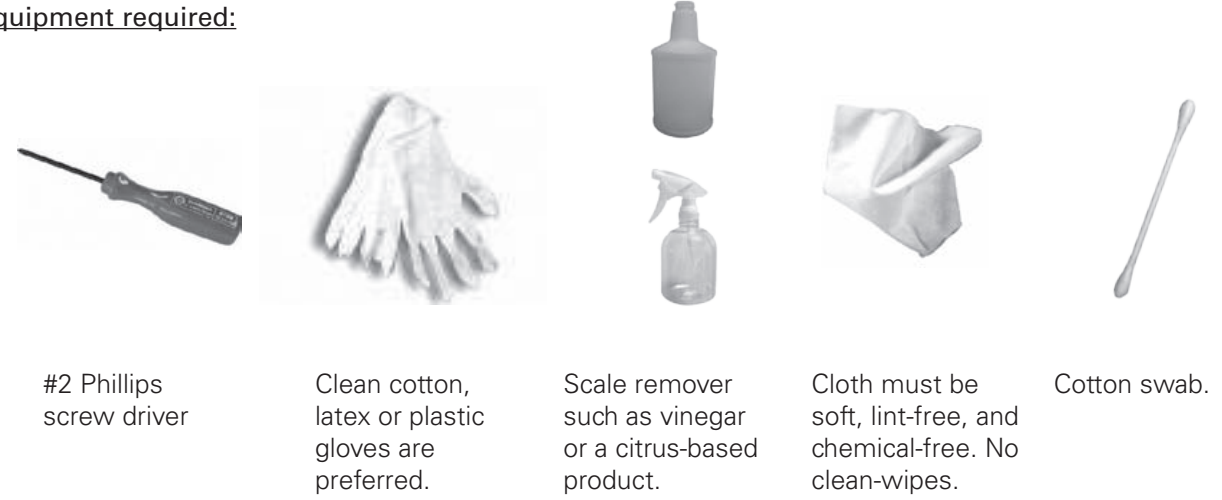 quipment required:
#2 Phillips
screw driver
Clean cotton,
latex or plastic
gloves are
preferred.
Scale remover
such as vinegar
or a citrus-based
product.
Cloth must be
soft, lint-free, and
chemical-free. No
clean-wipes.
Cotton swab.